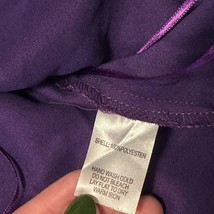 SHELL: 100%POLYESTER
HAND WASH COLD
DO NOT BLEACH
LAY FLAT TO DRY
WARM IRON